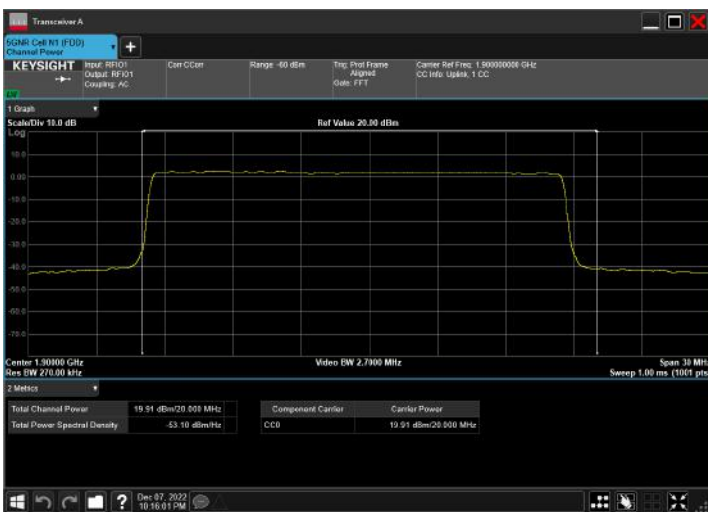 Transceiver A
5GNR Cell N1 (FDD)
Channel Power
KEYSIGHT
Input: RFIO1
Output: RFIO1
Coupling: AC
Corr CCorr
Range: -60 dBm
Trig: Prot Frame
Aligned
Gate: FFT
Carrier Ref Freq: 1.900000000 GHz
CC Info: Uplink, 1 CC
1 Graph
Scale/Div 10.0 dB
Ref Value 20.00 dBm
Log
10.0
0.00
-10.0
-20.0
-30.0
-40.0
-50.0
-60.0
-70.0
Center 1.90000 GHz
Video BW 2.7000 MHz
Span 30 MHz
Res BW 270.00 kHz
Sweep 1.00 ms (1001 pts
2 Metrics
Total Channel Power 19.91 dBm/20.000 MHz
Total Power Spectral Density -53.10 dBm/Hz
Component Carrier Carrier Power
CC0 19.91 dBm/20.000 MHz
Dec 07, 2022
10:16:01 PM